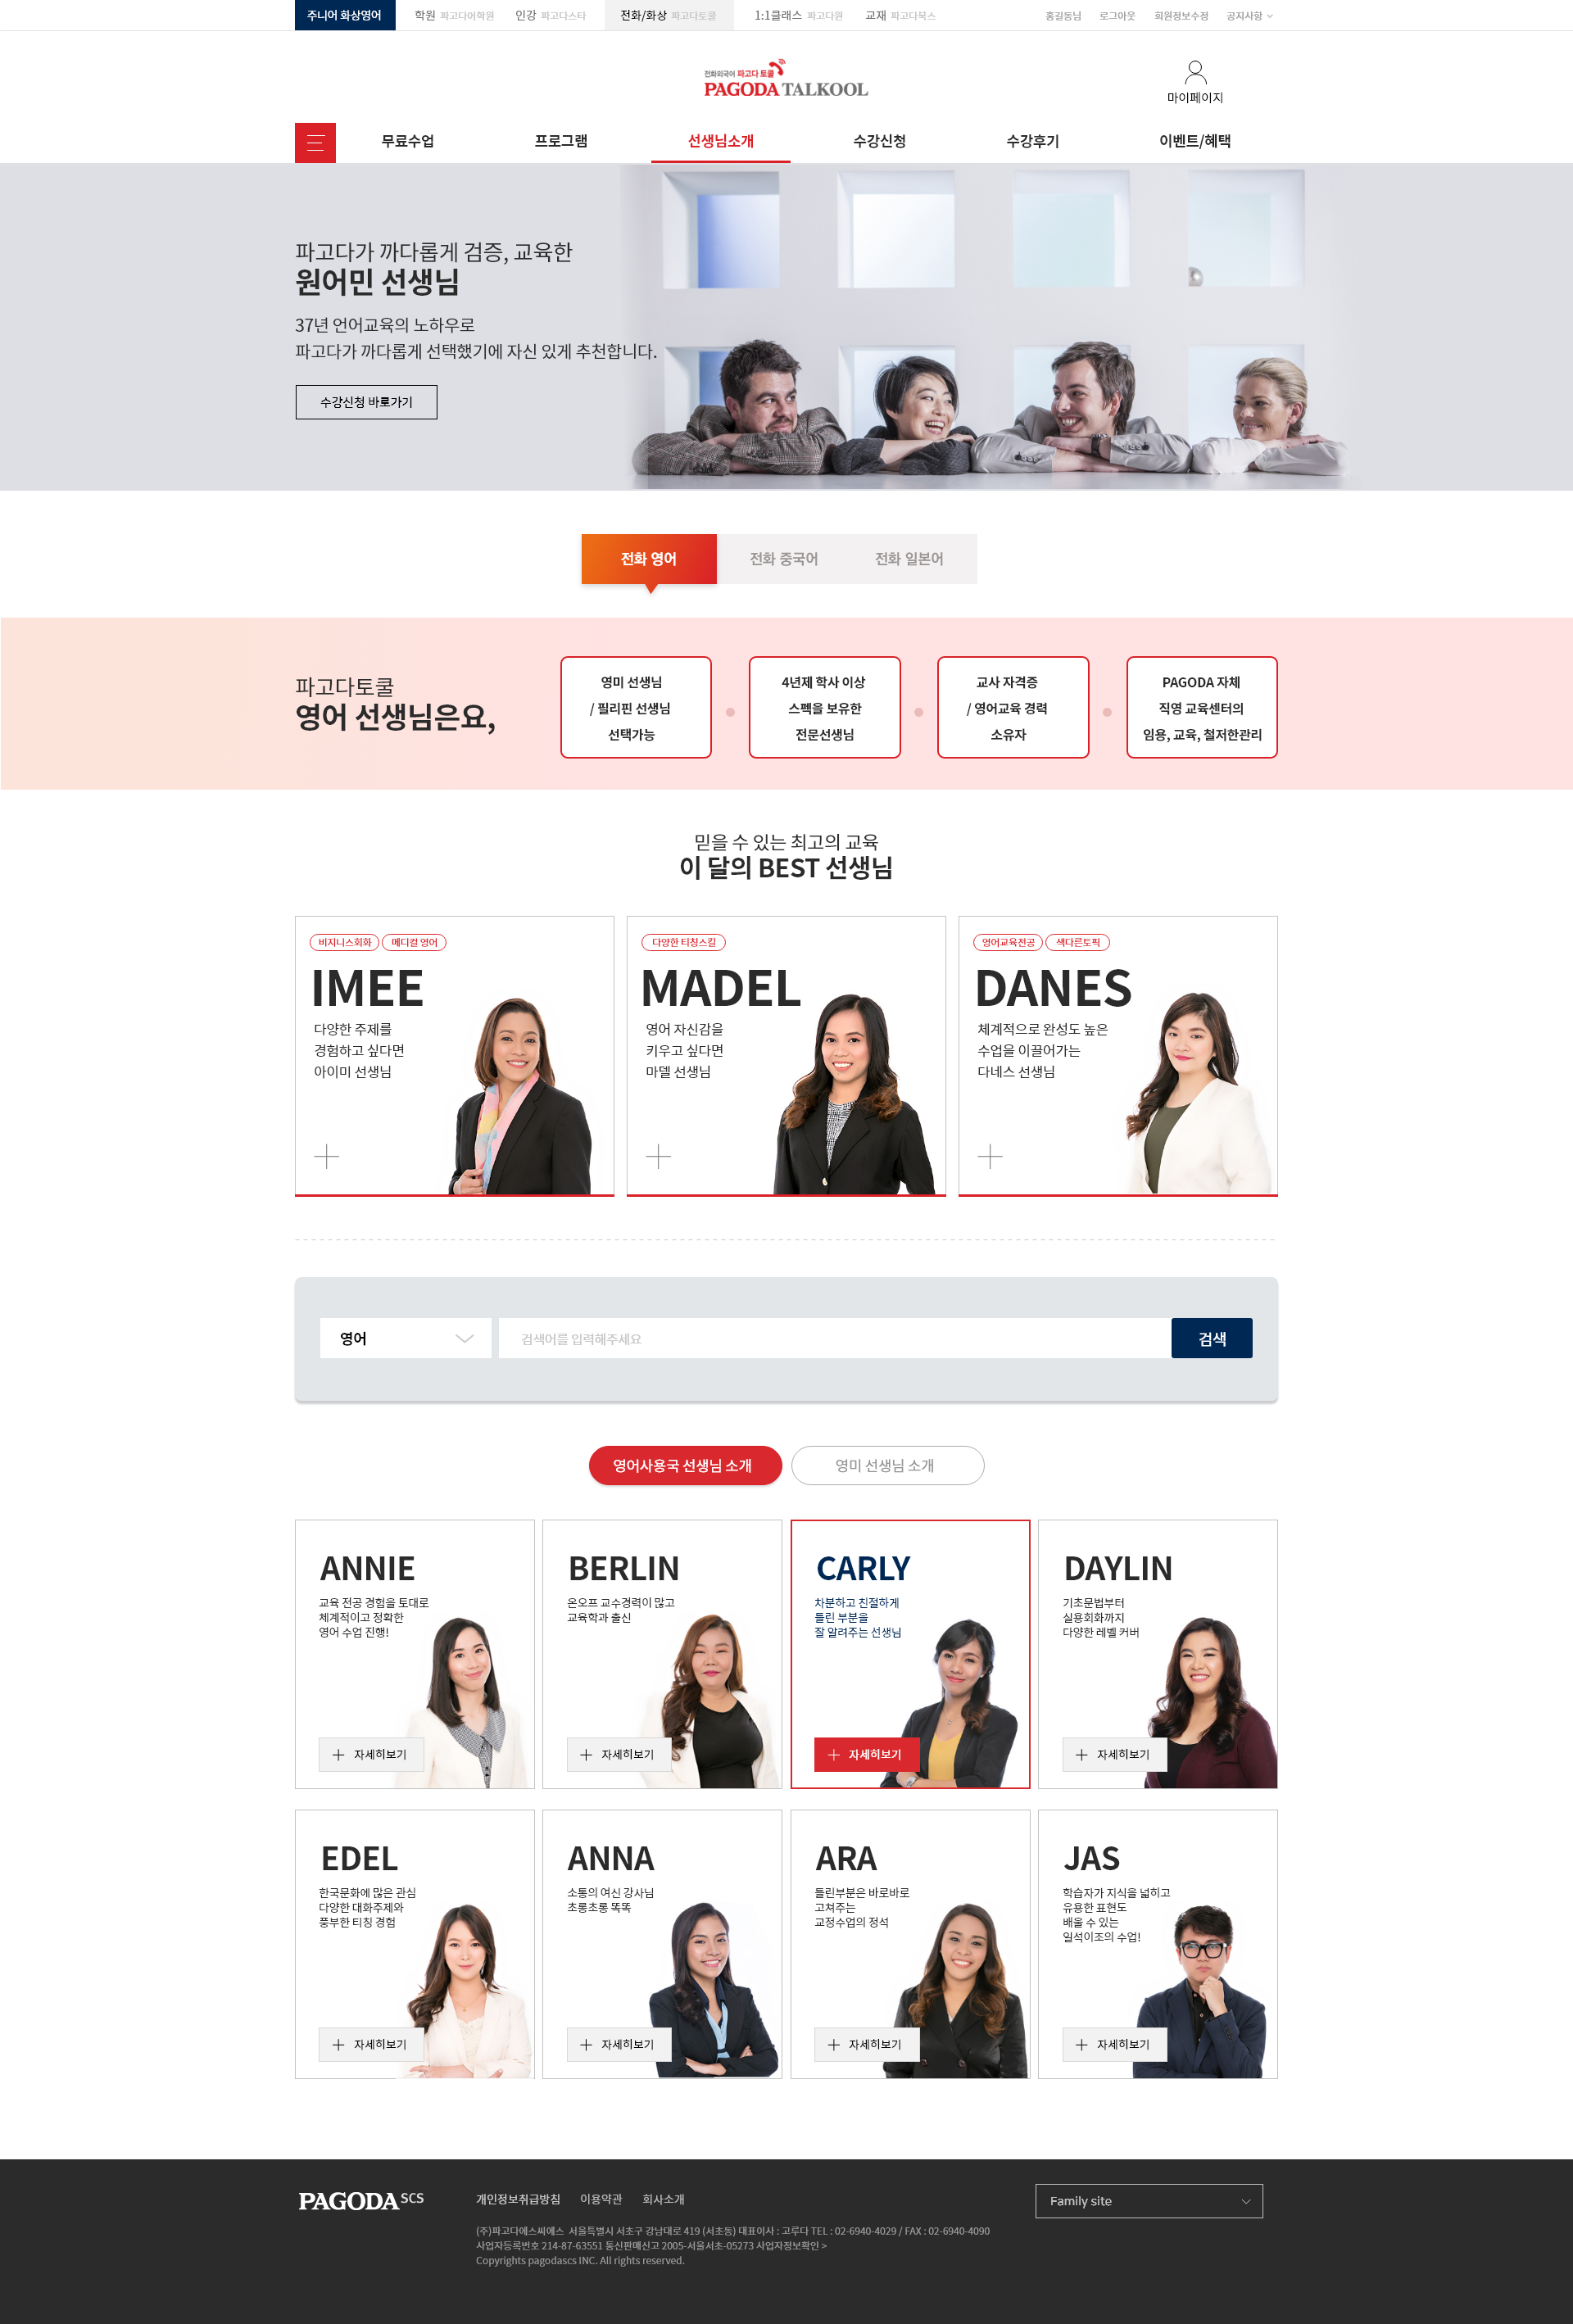 주니어 화상영어 학원 파고다어학원 인강 파고다스타 전화/화상 파고다토쿨 1:1클래스 파고다원 교재 파고다북스 홍길동님 로그아웃 회원정보수정 공지사항
전화외국어 파고다 토쿨
PAGODA TALKOOL
마이페이지
무료수업 프로그램 선생님소개 수강신청 수강후기 이벤트/혜택
파고다가 까다롭게 검증, 교육한
원어민 선생님
37년 언어교육의 노하우로
파고다가 까다롭게 선택했기에 자신 있게 추천합니다.
수강신청 바로가기
전화 영어 전화 중국어 전화 일본어
파고다토쿨
영어 선생님은요,
영미 선생님
/ 필리핀 선생님
선택가능
4년제 학사 이상
스펙을 보유한
전문선생님
교사 자격증
/ 영어교육 경력
소유자
PAGODA 자체
직영 교육센터의
임용, 교육, 철저한관리
믿을 수 있는 최고의 교육
이 달의 BEST 선생님
비지니스회화 메디컬 영어
IMEE
다양한 주제를
경험하고 싶다면
아이미 선생님
다양한 티칭스킬
MADEL
영어 자신감을
키우고 싶다면
마델 선생님
영어교육전공 색다른토픽
DANES
체계적으로 완성도 높은
수업을 이끌어가는
다네스 선생님
영어 검색어를 입력해주세요 검색
영어사용국 선생님 소개 영미 선생님 소개
ANNIE
교육 전공 경험을 토대로
체계적이고 정확한
영어 수업 진행!
자세히보기
BERLIN
온오프 교수경력이 많고
교육학과 출신
자세히보기
CARLY
차분하고 친절하게
틀린 부분을
잘 알려주는 선생님
자세히보기
DAYLIN
기초문법부터
실용회화까지
다양한 레벨 커버
자세히보기
EDEL
한국문화에 많은 관심
다양한 대화주제와
풍부한 티칭 경험
자세히보기
ANNA
소통의 여신 강사님
초롱초롱 똑똑
자세히보기
ARA
틀린부분은 바로바로
고쳐주는
교정수업의 정석
자세히보기
JAS
학습자가 지식을 넓히고
유용한 표현도
배울 수 있는
일석이조의 수업!
자세히보기
PAGODA SCS
개인정보취급방침 이용약관 회사소개
Family site
(주)파고다에스씨에스 서울특별시 서초구 강남대로 419 (서초동) 대표이사 : 고루다 TEL : 02-6940-4029 / FAX : 02-6940-4090
사업자등록번호 214-87-63551 통신판매신고 2005-서울서초-05273 사업자정보확인 >
Copyrights pagodascs INC. All rights reserved.